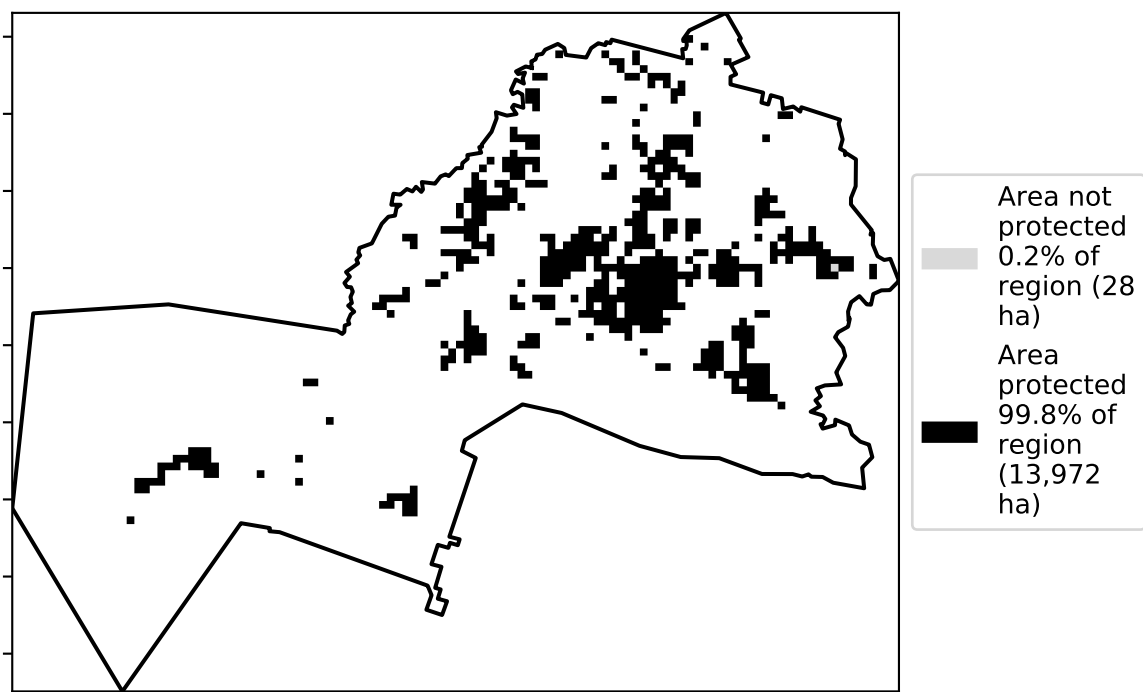 Area not
protected
0.2% of
region (28
ha)
Area
protected
99.8% of
region
(13,972
ha)